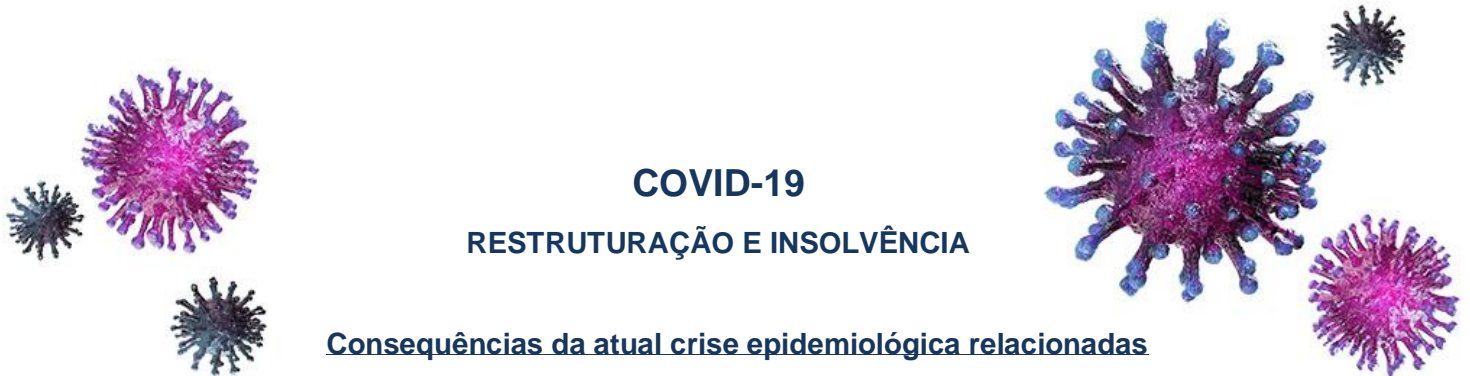 COVID-19
RESTRUTURAÇÃO E INSOLVÊNCIA
Consequências da atual crise epidemiológica relacionadas